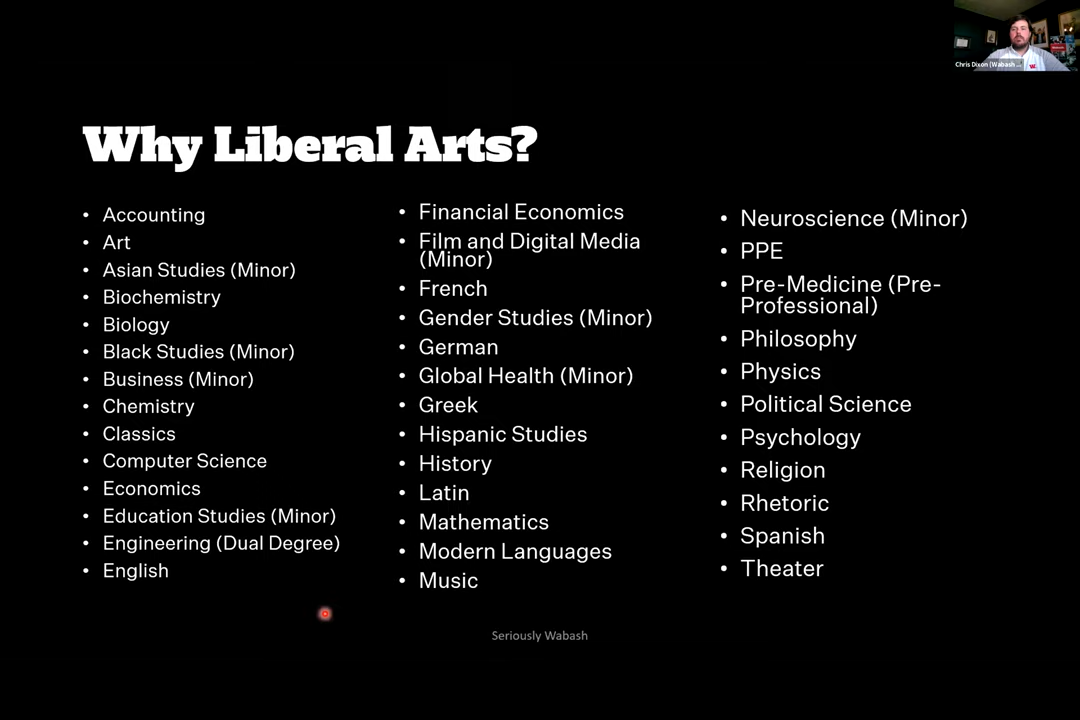 Chris Dixon (Wabash ...
Why Liberal Arts?
• Accounting
• Art
• Asian Studies (Minor)
• Biochemistry
• Biology
• Black Studies (Minor)
• Business (Minor)
• Chemistry
• Classics
• Computer Science
• Economics
• Education Studies (Minor)
• Engineering (Dual Degree)
• English
• Financial Economics
• Film and Digital Media
(Minor)
• French
• Gender Studies (Minor)
• German
• Global Health (Minor)
• Greek
• Hispanic Studies
• History
• Latin
• Mathematics
• Modern Languages
• Music
• Neuroscience (Minor)
• PPE
• Pre-Medicine (Pre-
Professional)
• Philosophy
• Physics
• Political Science
• Psychology
• Religion
• Rhetoric
• Spanish
• Theater
Seriously Wabash